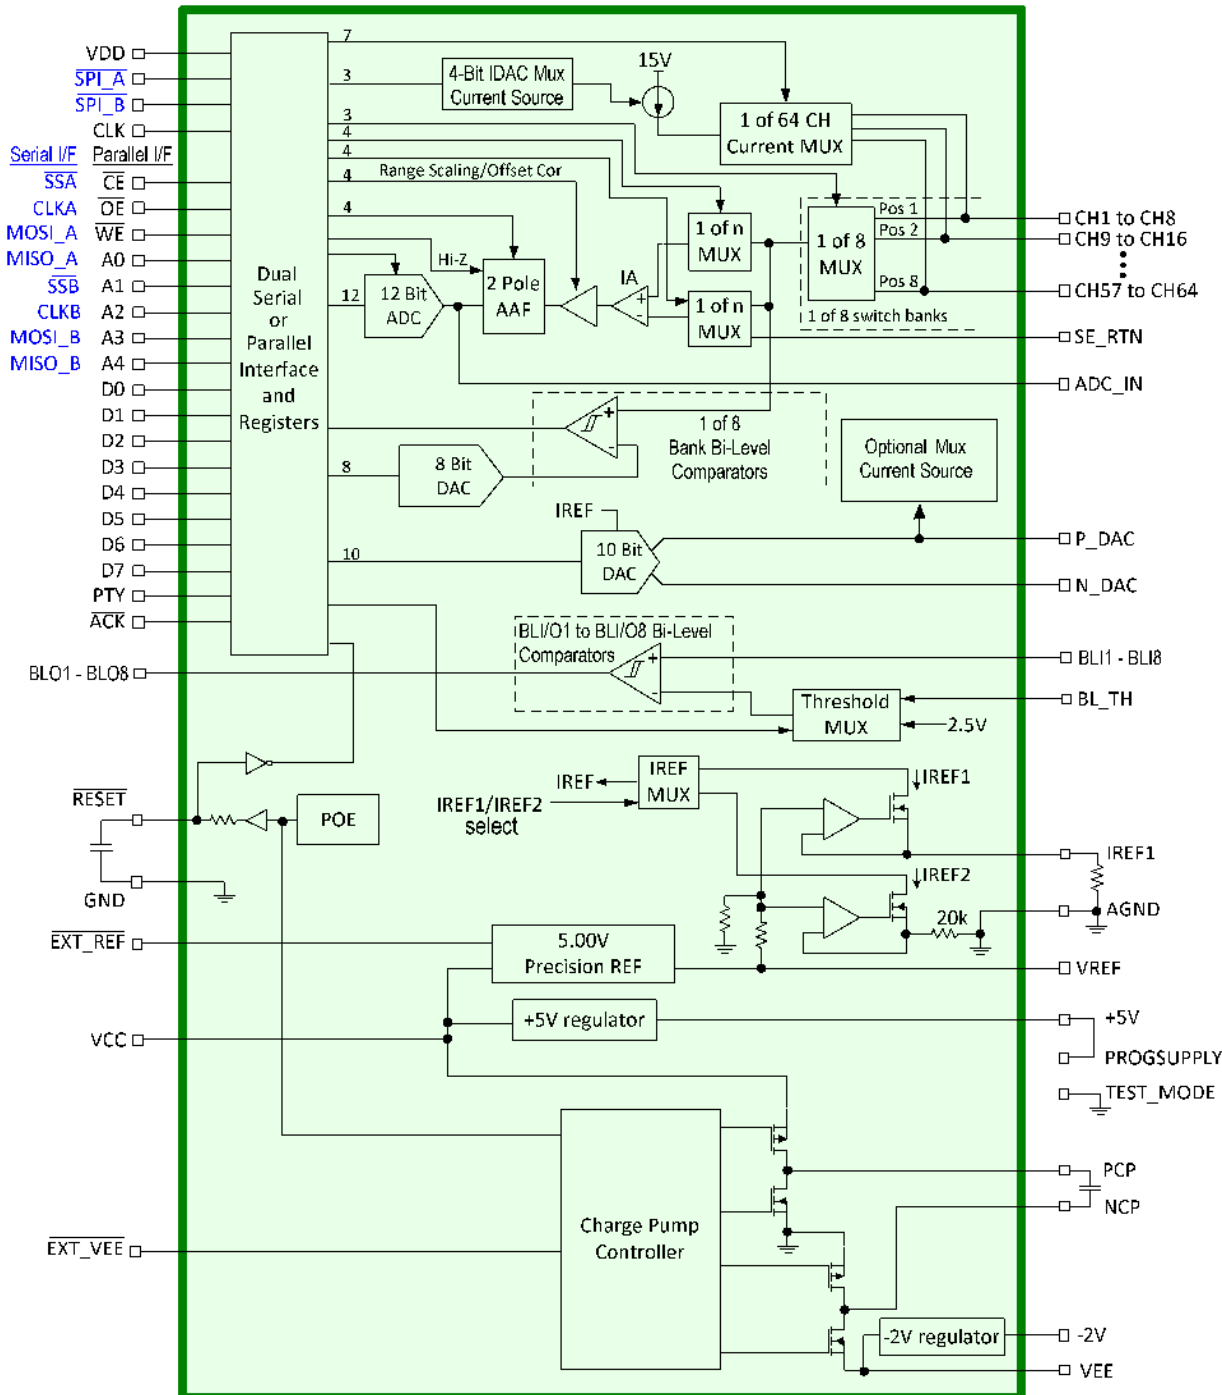 VDD
SPI_A
SPI_B
CLK
Serial I/F Parallel I/F
SSA CE
CLKA OE
MOSI_A WE
MISO_A A0
SSB A1
CLKB A2
MOSI_B A3
MISO_B A4
D0
D1
D2
D3
D4
D5
D6
D7
PTY
ACK
BLO1 - BLO8
RESET
GND
EXT_REF
VCC
EXT_VEE
Dual
Serial
or
Parallel
Interface
and
Registers
7
3
3
4
4
4
4
12
8
10
4-Bit IDAC Mux
Current Source
15V
1 of 64 CH
Current MUX
Range Scaling/Offset Cor
Hi-Z
12 Bit
ADC
2 Pole
AAF
IA
1 of n
MUX
1 of n
MUX
1 of 8
MUX
Pos 1
Pos 2
Pos 8
1 of 8 switch banks
CH1 to CH8
CH9 to CH16
CH57 to CH64
SE_RTN
ADC_IN
1 of 8
Bank Bi-Level
Comparators
8 Bit
DAC
Optional Mux
Current Source
IREF
10 Bit
DAC
P_DAC
N_DAC
BLI/O1 to BLI/O8 Bi-Level
Comparators
BLI1 - BLI8
BL_TH
Threshold
MUX
2.5V
POE
IREF
IREF
MUX
IREF1/IREF2
select
IREF1
IREF1
IREF2
20k
AGND
5.00V
Precision REF
VREF
+5V regulator
+5V
PROGSUPPLY
TEST_MODE
PCP
NCP
Charge Pump
Controller
-2V regulator
-2V
VEE